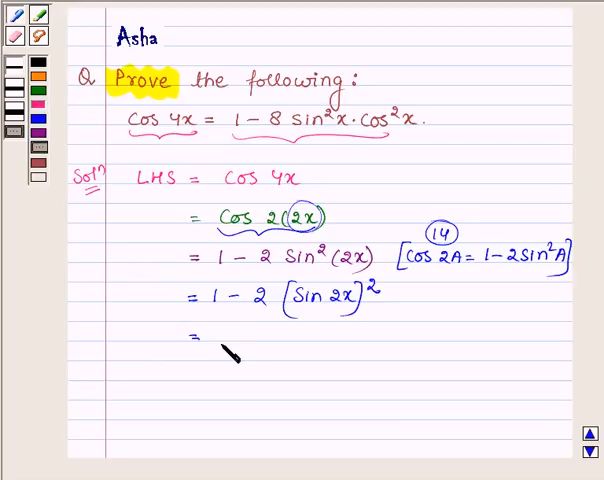 Asha
Q Prove the following:
Cos 4x = 1 - 8 Sin²x · Cos²x.
Solⁿ LHS = Cos 4x
= Cos 2(2x)
14
= 1 - 2 Sin²(2x) [Cos 2A = 1 - 2Sin²A]
= 1 - 2 (Sin 2x)²
=